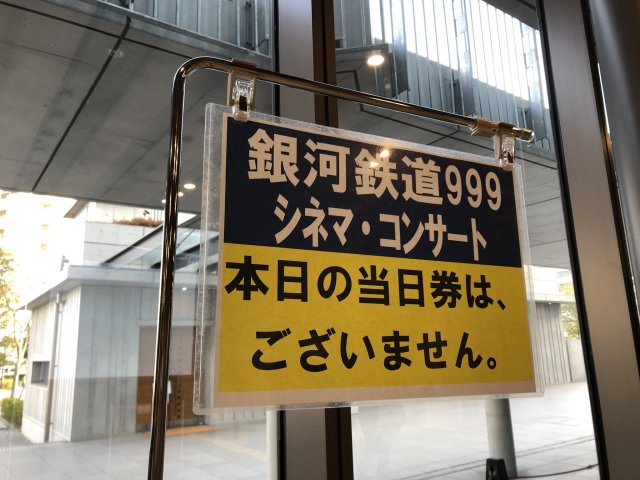 銀河鉄道999
シネマ・コンサート
本日の当日券は、
ございません。